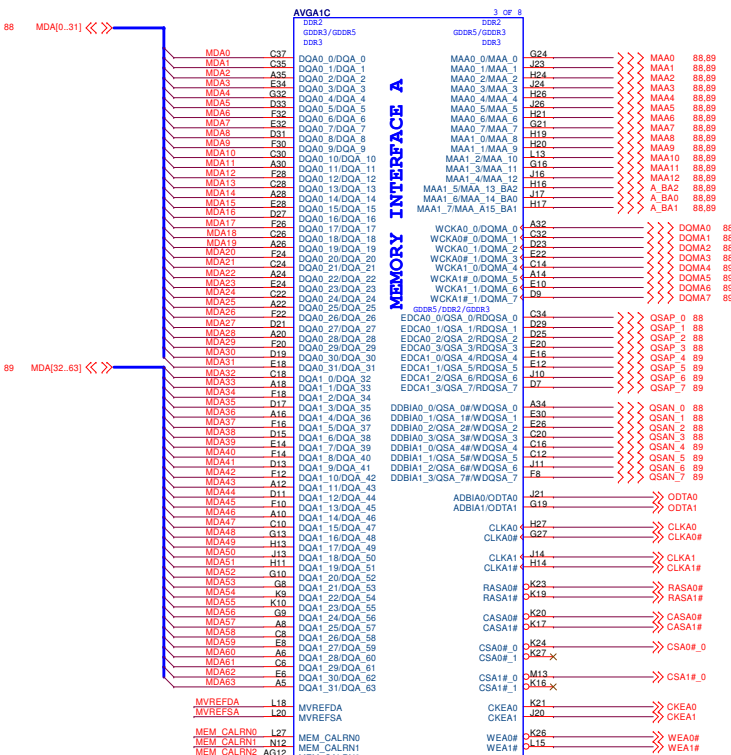 AVGA1C 3 OF 8
DDR2 DDR2
GDDR3/GDDR5 GDDR5/GDDR3
DDR3 DDR3
88 MDA[0..31]
89 MDA[32..63]
MDA0 C37 DQA0_0/DQA_0
MDA1 C35 DQA0_1/DQA_1
MDA2 A35 DQA0_2/DQA_2
MDA3 E34 DQA0_3/DQA_3
MDA4 G32 DQA0_4/DQA_4
MDA5 D33 DQA0_5/DQA_5
MDA6 F32 DQA0_6/DQA_6
MDA7 E32 DQA0_7/DQA_7
MDA8 D31 DQA0_8/DQA_8
MDA9 F30 DQA0_9/DQA_9
MDA10 C30 DQA0_10/DQA_10
MDA11 A30 DQA0_11/DQA_11
MDA12 F28 DQA0_12/DQA_12
MDA13 C28 DQA0_13/DQA_13
MDA14 A28 DQA0_14/DQA_14
MDA15 E28 DQA0_15/DQA_15
MDA16 D27 DQA0_16/DQA_16
MDA17 F26 DQA0_17/DQA_17
MDA18 C26 DQA0_18/DQA_18
MDA19 A26 DQA0_19/DQA_19
MDA20 F24 DQA0_20/DQA_20
MDA21 C24 DQA0_21/DQA_21
MDA22 A24 DQA0_22/DQA_22
MDA23 E24 DQA0_23/DQA_23
MDA24 C22 DQA0_24/DQA_24
MDA25 A22 DQA0_25/DQA_25
MDA26 F22 DQA0_26/DQA_26
MDA27 D21 DQA0_27/DQA_27
MDA28 A20 DQA0_28/DQA_28
MDA29 F20 DQA0_29/DQA_29
MDA30 D19 DQA0_30/DQA_30
MDA31 E18 DQA0_31/DQA_31
MDA32 C18 DQA1_0/DQA_32
MDA33 A18 DQA1_1/DQA_33
MDA34 F18 DQA1_2/DQA_34
MDA35 D17 DQA1_3/DQA_35
MDA36 A16 DQA1_4/DQA_36
MDA37 F16 DQA1_5/DQA_37
MDA38 D15 DQA1_6/DQA_38
MDA39 E14 DQA1_7/DQA_39
MDA40 F14 DQA1_8/DQA_40
MDA41 D13 DQA1_9/DQA_41
MDA42 F12 DQA1_10/DQA_42
MDA43 A12 DQA1_11/DQA_43
MDA44 D11 DQA1_12/DQA_44
MDA45 F10 DQA1_13/DQA_45
MDA46 A10 DQA1_14/DQA_46
MDA47 C10 DQA1_15/DQA_47
MDA48 G13 DQA1_16/DQA_48
MDA49 H13 DQA1_17/DQA_49
MDA50 J13 DQA1_18/DQA_50
MDA51 H11 DQA1_19/DQA_51
MDA52 G10 DQA1_20/DQA_52
MDA53 G8 DQA1_21/DQA_53
MDA54 K9 DQA1_22/DQA_54
MDA55 K10 DQA1_23/DQA_55
MDA56 G9 DQA1_24/DQA_56
MDA57 A8 DQA1_25/DQA_57
MDA58 C8 DQA1_26/DQA_58
MDA59 E8 DQA1_27/DQA_59
MDA60 A6 DQA1_28/DQA_60
MDA61 C6 DQA1_29/DQA_61
MDA62 E6 DQA1_30/DQA_62
MDA63 A5 DQA1_31/DQA_63
MVREFDA L18 MVREFDA
MVREFSA L20 MVREFSA
MEM_CALRN0 L27 MEM_CALRN0
MEM_CALRN1 N12 MEM_CALRN1
MEM_CALRN2 AG12
MEMORY INTERFACE A
MAA0_0/MAA_0 G24 MAA0 88,89
MAA0_1/MAA_1 J23 MAA1 88,89
MAA0_2/MAA_2 H24 MAA2 88,89
MAA0_3/MAA_3 J24 MAA3 88,89
MAA0_4/MAA_4 H26 MAA4 88,89
MAA0_5/MAA_5 J26 MAA5 88,89
MAA0_6/MAA_6 H21 MAA6 88,89
MAA0_7/MAA_7 G21 MAA7 88,89
MAA1_0/MAA_8 H19 MAA8 88,89
MAA1_1/MAA_9 H20 MAA9 88,89
MAA1_2/MAA_10 L13 MAA10 88,89
MAA1_3/MAA_11 G16 MAA11 88,89
MAA1_4/MAA_12 J16 MAA12 88,89
MAA1_5/MAA_13_BA2 H16 A_BA2 88,89
MAA1_6/MAA_14_BA0 J17 A_BA0 88,89
MAA1_7/MAA_A15_BA1 H17 A_BA1 88,89
WCKA0_0/DQMA_0 A32 DQMA0 88
WCKA0#_0/DQMA_1 C32 DQMA1 88
WCKA0_1/DQMA_2 D23 DQMA2 88
WCKA0#_1/DQMA_3 E22 DQMA3 88
WCKA1_0/DQMA_4 C14 DQMA4 89
WCKA1#_0/DQMA_5 A14 DQMA5 89
WCKA1_1/DQMA_6 E10 DQMA6 89
WCKA1#_1/DQMA_7 D9 DQMA7 89
GDDR5/DDR2/GDDR3
EDCA0_0/QSA_0/RDQSA_0 C34 QSAP_0 88
EDCA0_1/QSA_1/RDQSA_1 D29 QSAP_1 88
EDCA0_2/QSA_2/RDQSA_2 D25 QSAP_2 88
EDCA0_3/QSA_3/RDQSA_3 E20 QSAP_3 88
EDCA1_0/QSA_4/RDQSA_4 E16 QSAP_4 89
EDCA1_1/QSA_5/RDQSA_5 E12 QSAP_5 89
EDCA1_2/QSA_6/RDQSA_6 J10 QSAP_6 89
EDCA1_3/QSA_7/RDQSA_7 D7 QSAP_7 89
DDBIA0_0/QSA_0#/WDQSA_0 A34 QSAN_0 88
DDBIA0_1/QSA_1#/WDQSA_1 E30 QSAN_1 88
DDBIA0_2/QSA_2#/WDQSA_2 E26 QSAN_2 88
DDBIA0_3/QSA_3#/WDQSA_3 C20 QSAN_3 88
DDBIA1_0/QSA_4#/WDQSA_4 C16 QSAN_4 89
DDBIA1_1/QSA_5#/WDQSA_5 C12 QSAN_5 89
DDBIA1_2/QSA_6#/WDQSA_6 J11 QSAN_6 89
DDBIA1_3/QSA_7#/WDQSA_7 F8 QSAN_7 89
ADBIA0/ODTA0 J21 ODTA0
ADBIA1/ODTA1 G19 ODTA1
CLKA0 H27 CLKA0
CLKA0# G27 CLKA0#
CLKA1 J14 CLKA1
CLKA1# H14 CLKA1#
RASA0# K23 RASA0#
RASA1# K19 RASA1#
CASA0# K20 CASA0#
CASA1# K17 CASA1#
CSA0#_0 K24 CSA0#_0
CSA0#_1 K27
CSA1#_0 M13 CSA1#_0
CSA1#_1 K16
CKEA0 K21 CKEA0
CKEA1 J20 CKEA1
WEA0# K26 WEA0#
WEA1# L15 WEA1#